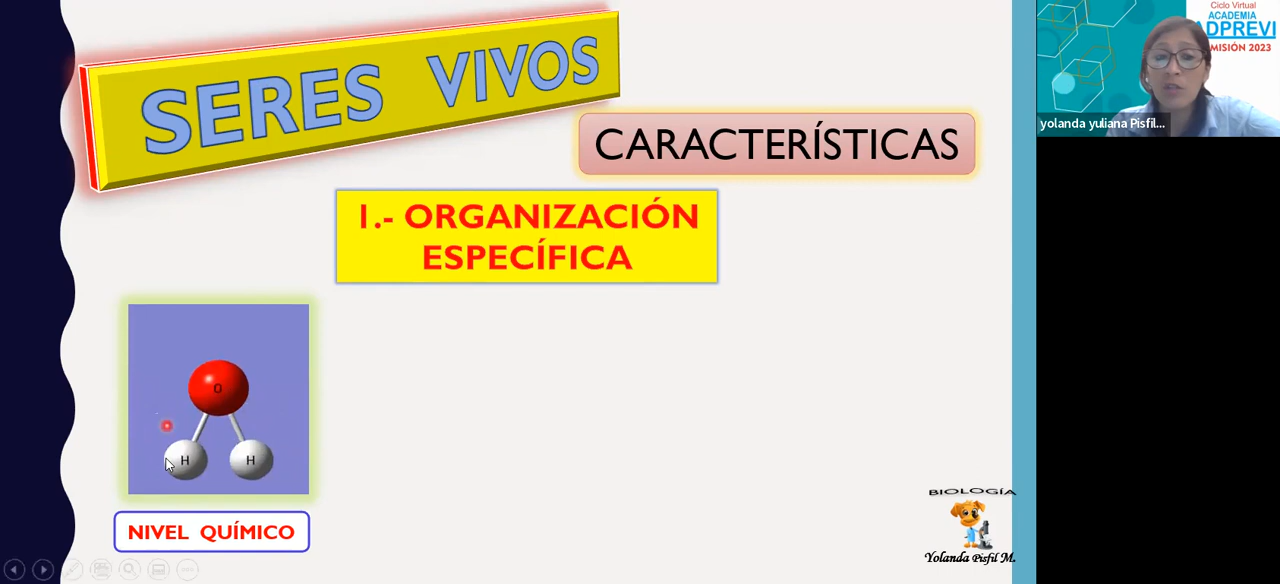 SERES VIVOS
CARACTERÍSTICAS
1.- ORGANIZACIÓN
ESPECÍFICA
O
H H
NIVEL QUÍMICO
BIOLOGÍA
Yolanda Pisfil M.
Ciclo Virtual
ACADEMIA
ADPREVI
MISIÓN 2023
yolanda yuliana Pisfil...